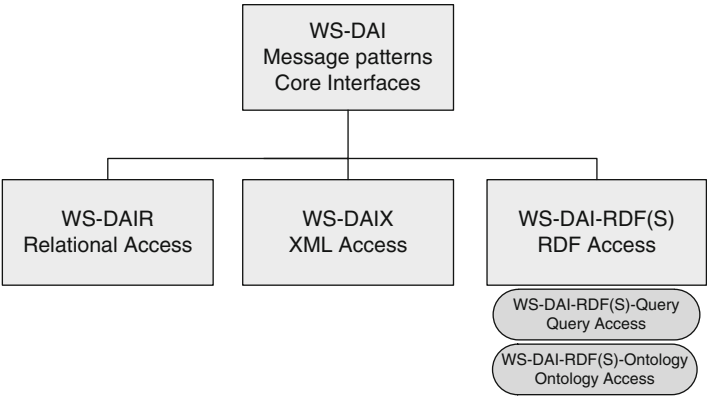 WS-DAI
Message patterns
Core Interfaces
WS-DAIR
Relational Access
WS-DAIX
XML Access
WS-DAI-RDF(S)
RDF Access
WS-DAI-RDF(S)-Query
Query Access
WS-DAI-RDF(S)-Ontology
Ontology Access